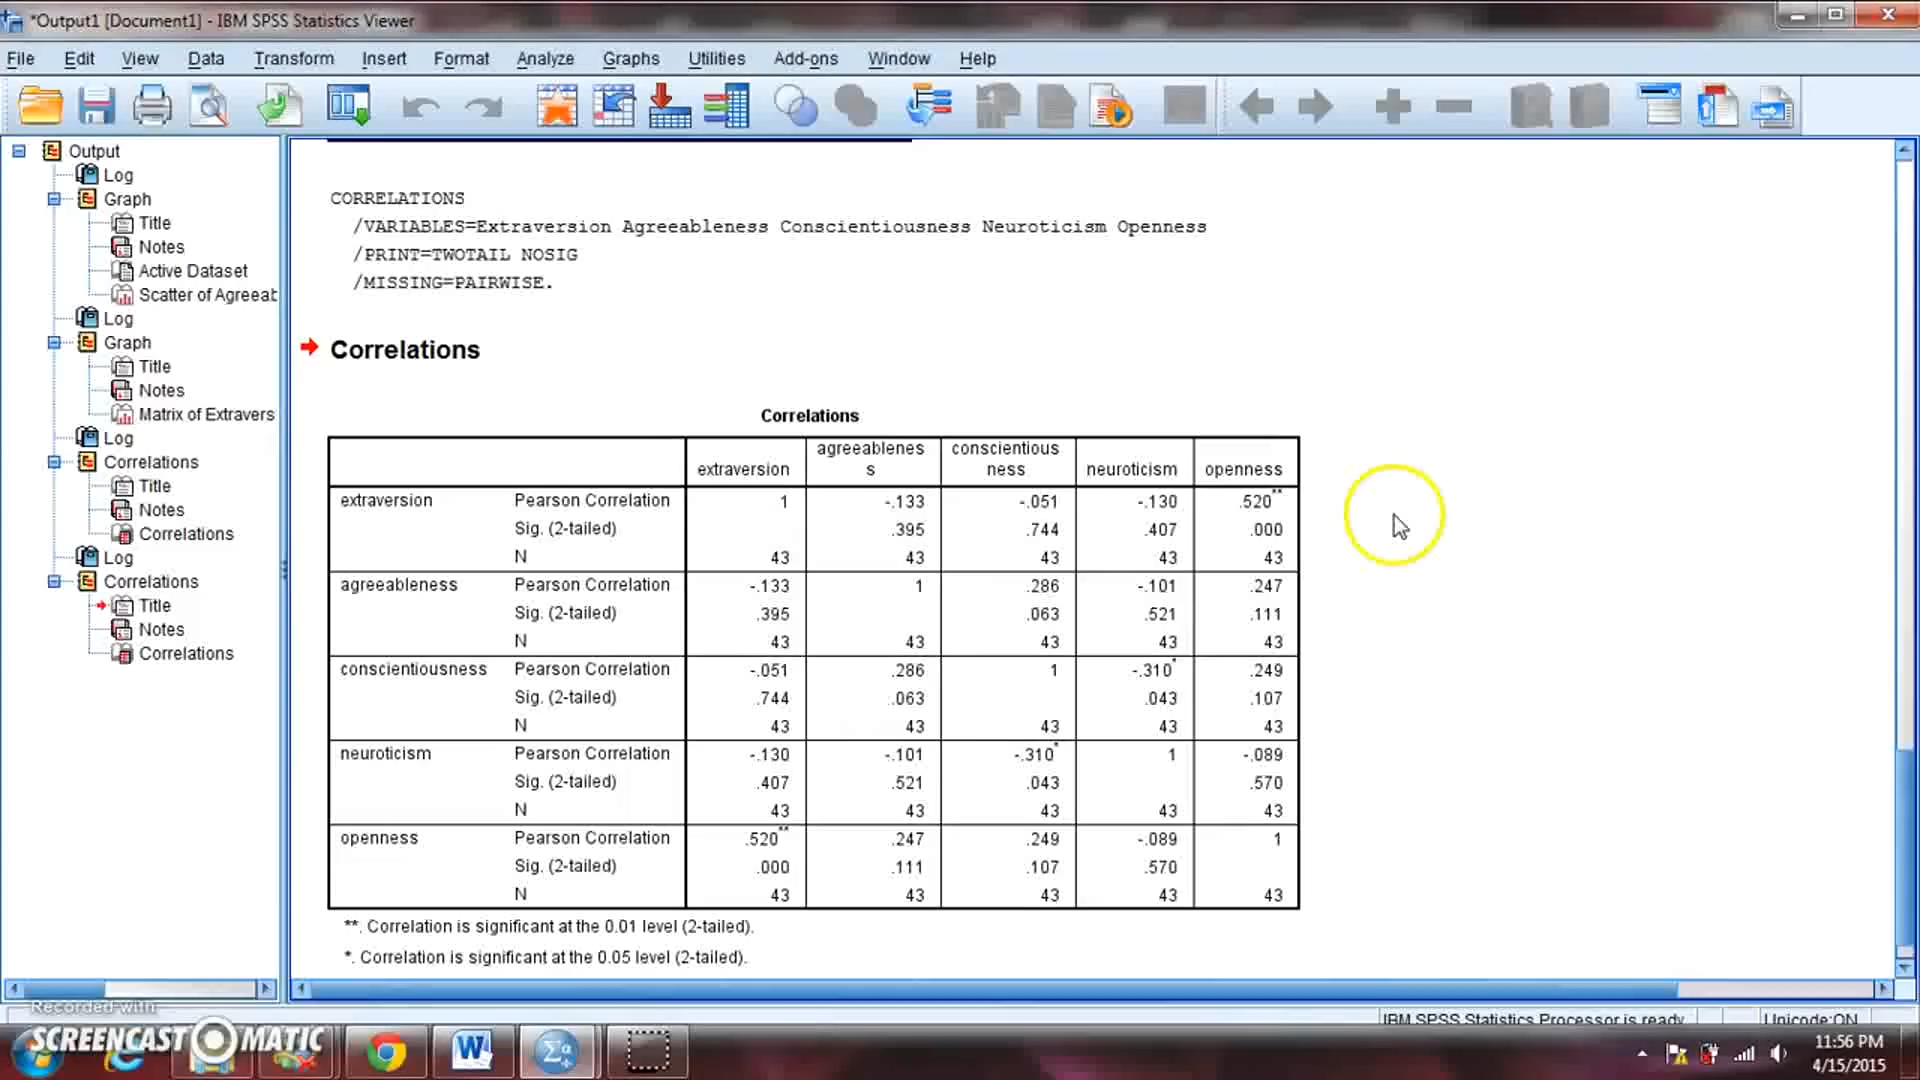 *Output1 [Document1] - IBM SPSS Statistics Viewer
File Edit View Data Transform Insert Format Analyze Graphs Utilities Add-ons Window Help
Output
Log
Graph
Title
Notes
Active Dataset
Scatter of Agreeab
Log
Graph
Title
Notes
Matrix of Extravers
Log
Correlations
Title
Notes
Correlations
Log
Correlations
Title
Notes
Correlations
CORRELATIONS
/VARIABLES=Extraversion Agreeableness Conscientiousness Neuroticism Openness
/PRINT=TWOTAIL NOSIG
/MISSING=PAIRWISE.
Correlations
Correlations
extraversion agreeablenes s conscientious ness neuroticism openness
extraversion Pearson Correlation 1 -.133 -.051 -.130 .520**
Sig. (2-tailed) .395 .744 .407 .000
N 43 43 43 43 43
agreeableness Pearson Correlation -.133 1 .286 -.101 .247
Sig. (2-tailed) .395 .063 .521 .111
N 43 43 43 43 43
conscientiousness Pearson Correlation -.051 .286 1 -.310* .249
Sig. (2-tailed) .744 .063 .043 .107
N 43 43 43 43 43
neuroticism Pearson Correlation -.130 -.101 -.310* 1 -.089
Sig. (2-tailed) .407 .521 .043 .570
N 43 43 43 43 43
openness Pearson Correlation .520** .247 .249 -.089 1
Sig. (2-tailed) .000 .111 .107 .570
N 43 43 43 43 43
**. Correlation is significant at the 0.01 level (2-tailed).
*. Correlation is significant at the 0.05 level (2-tailed).
IBM SPSS Statistics Processor is ready
Unicode:ON
Recorded with
SCREENCAST MATIC
11:56 PM
4/15/2015